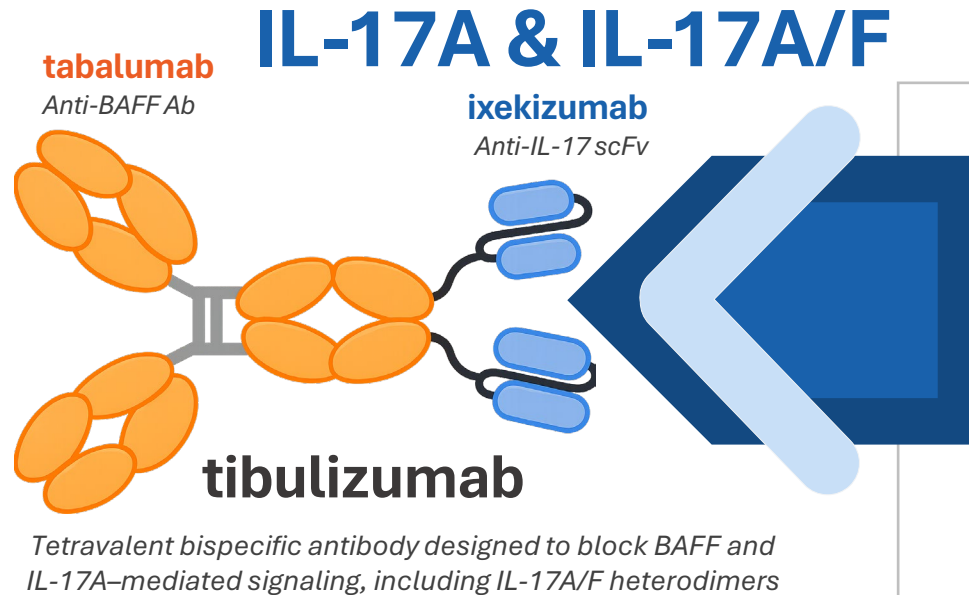 IL-17A & IL-17A/F
tabalumab
Anti-BAFF Ab
ixekizumab
Anti-IL-17 scFv
tibulizumab
Tetravalent bispecific antibody designed to block BAFF and
IL-17A–mediated signaling, including IL-17A/F heterodimers